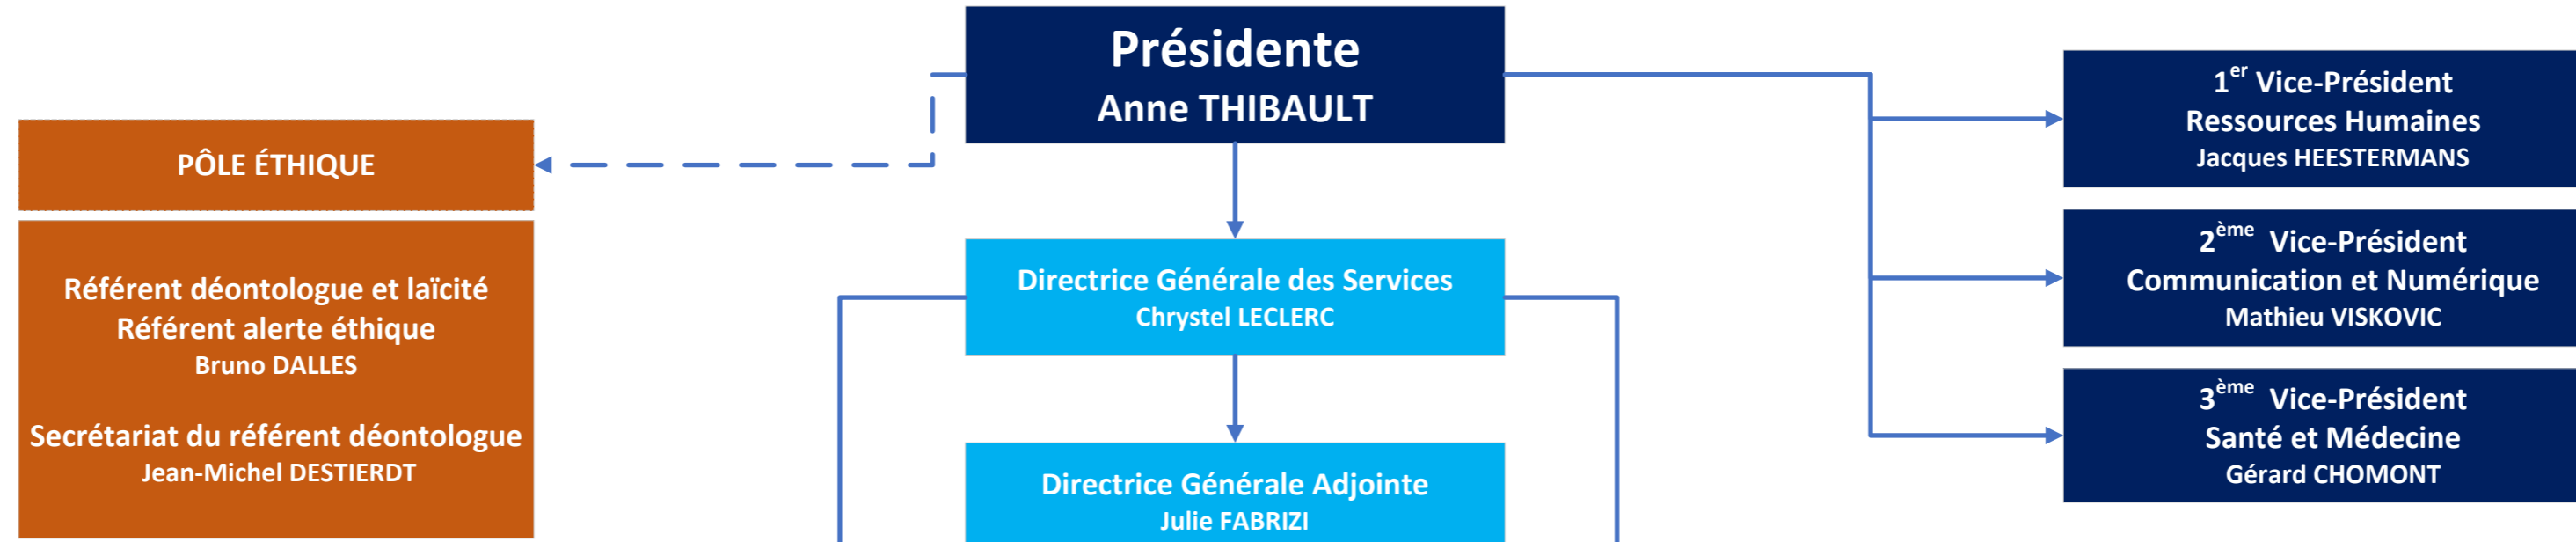 Présidente
Anne THIBAULT
PÔLE ÉTHIQUE
Référent déontologue et laïcité
Référent alerte éthique
Bruno DALLES
Secrétariat du référent déontologue
Jean-Michel DESTIERDT
Directrice Générale des Services
Chrystel LECLERC
Directrice Générale Adjointe
Julie FABRIZI
1er Vice-Président
Ressources Humaines
Jacques HEESTERMANS
2ème Vice-Président
Communication et Numérique
Mathieu VISKOVIC
3ème Vice-Président
Santé et Médecine
Gérard CHOMONT